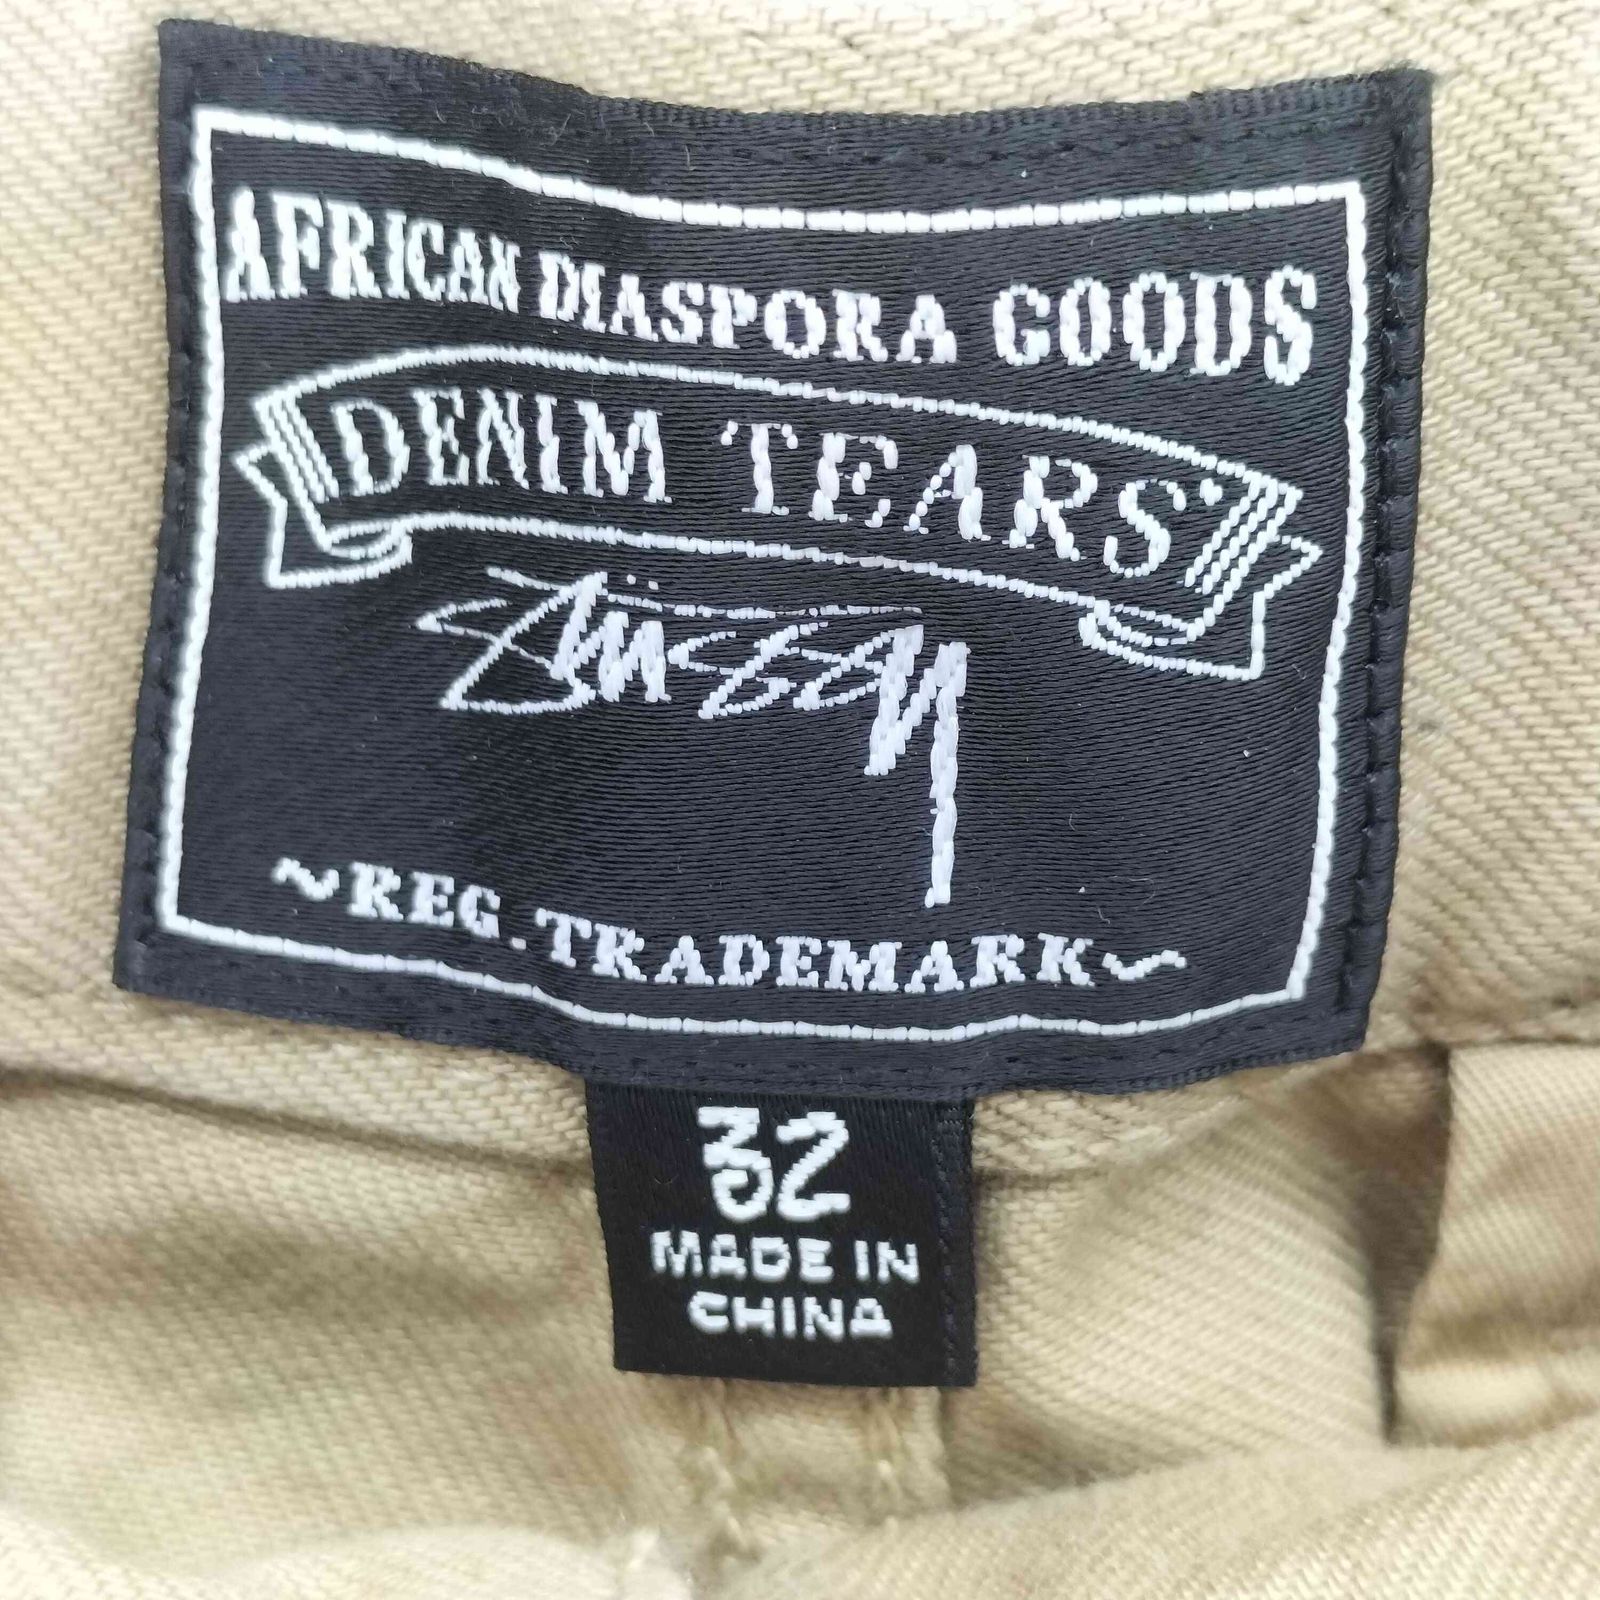 AFRICAN DIASPORA GOODS
DENIM TEARS'
Stüssy
~REG. TRADEMARK~
32
MADE IN
CHINA